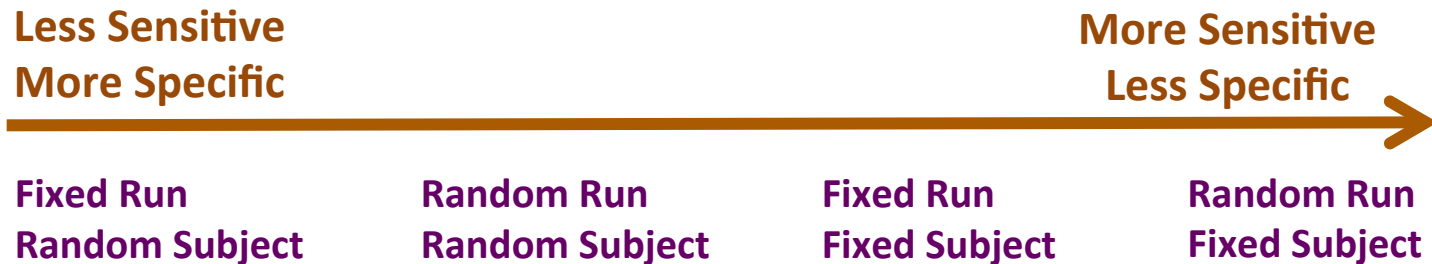 Less Sensitive
More Specific
More Sensitive
Less Specific
Fixed Run
Random Subject
Random Run
Random Subject
Fixed Run
Fixed Subject
Random Run
Fixed Subject